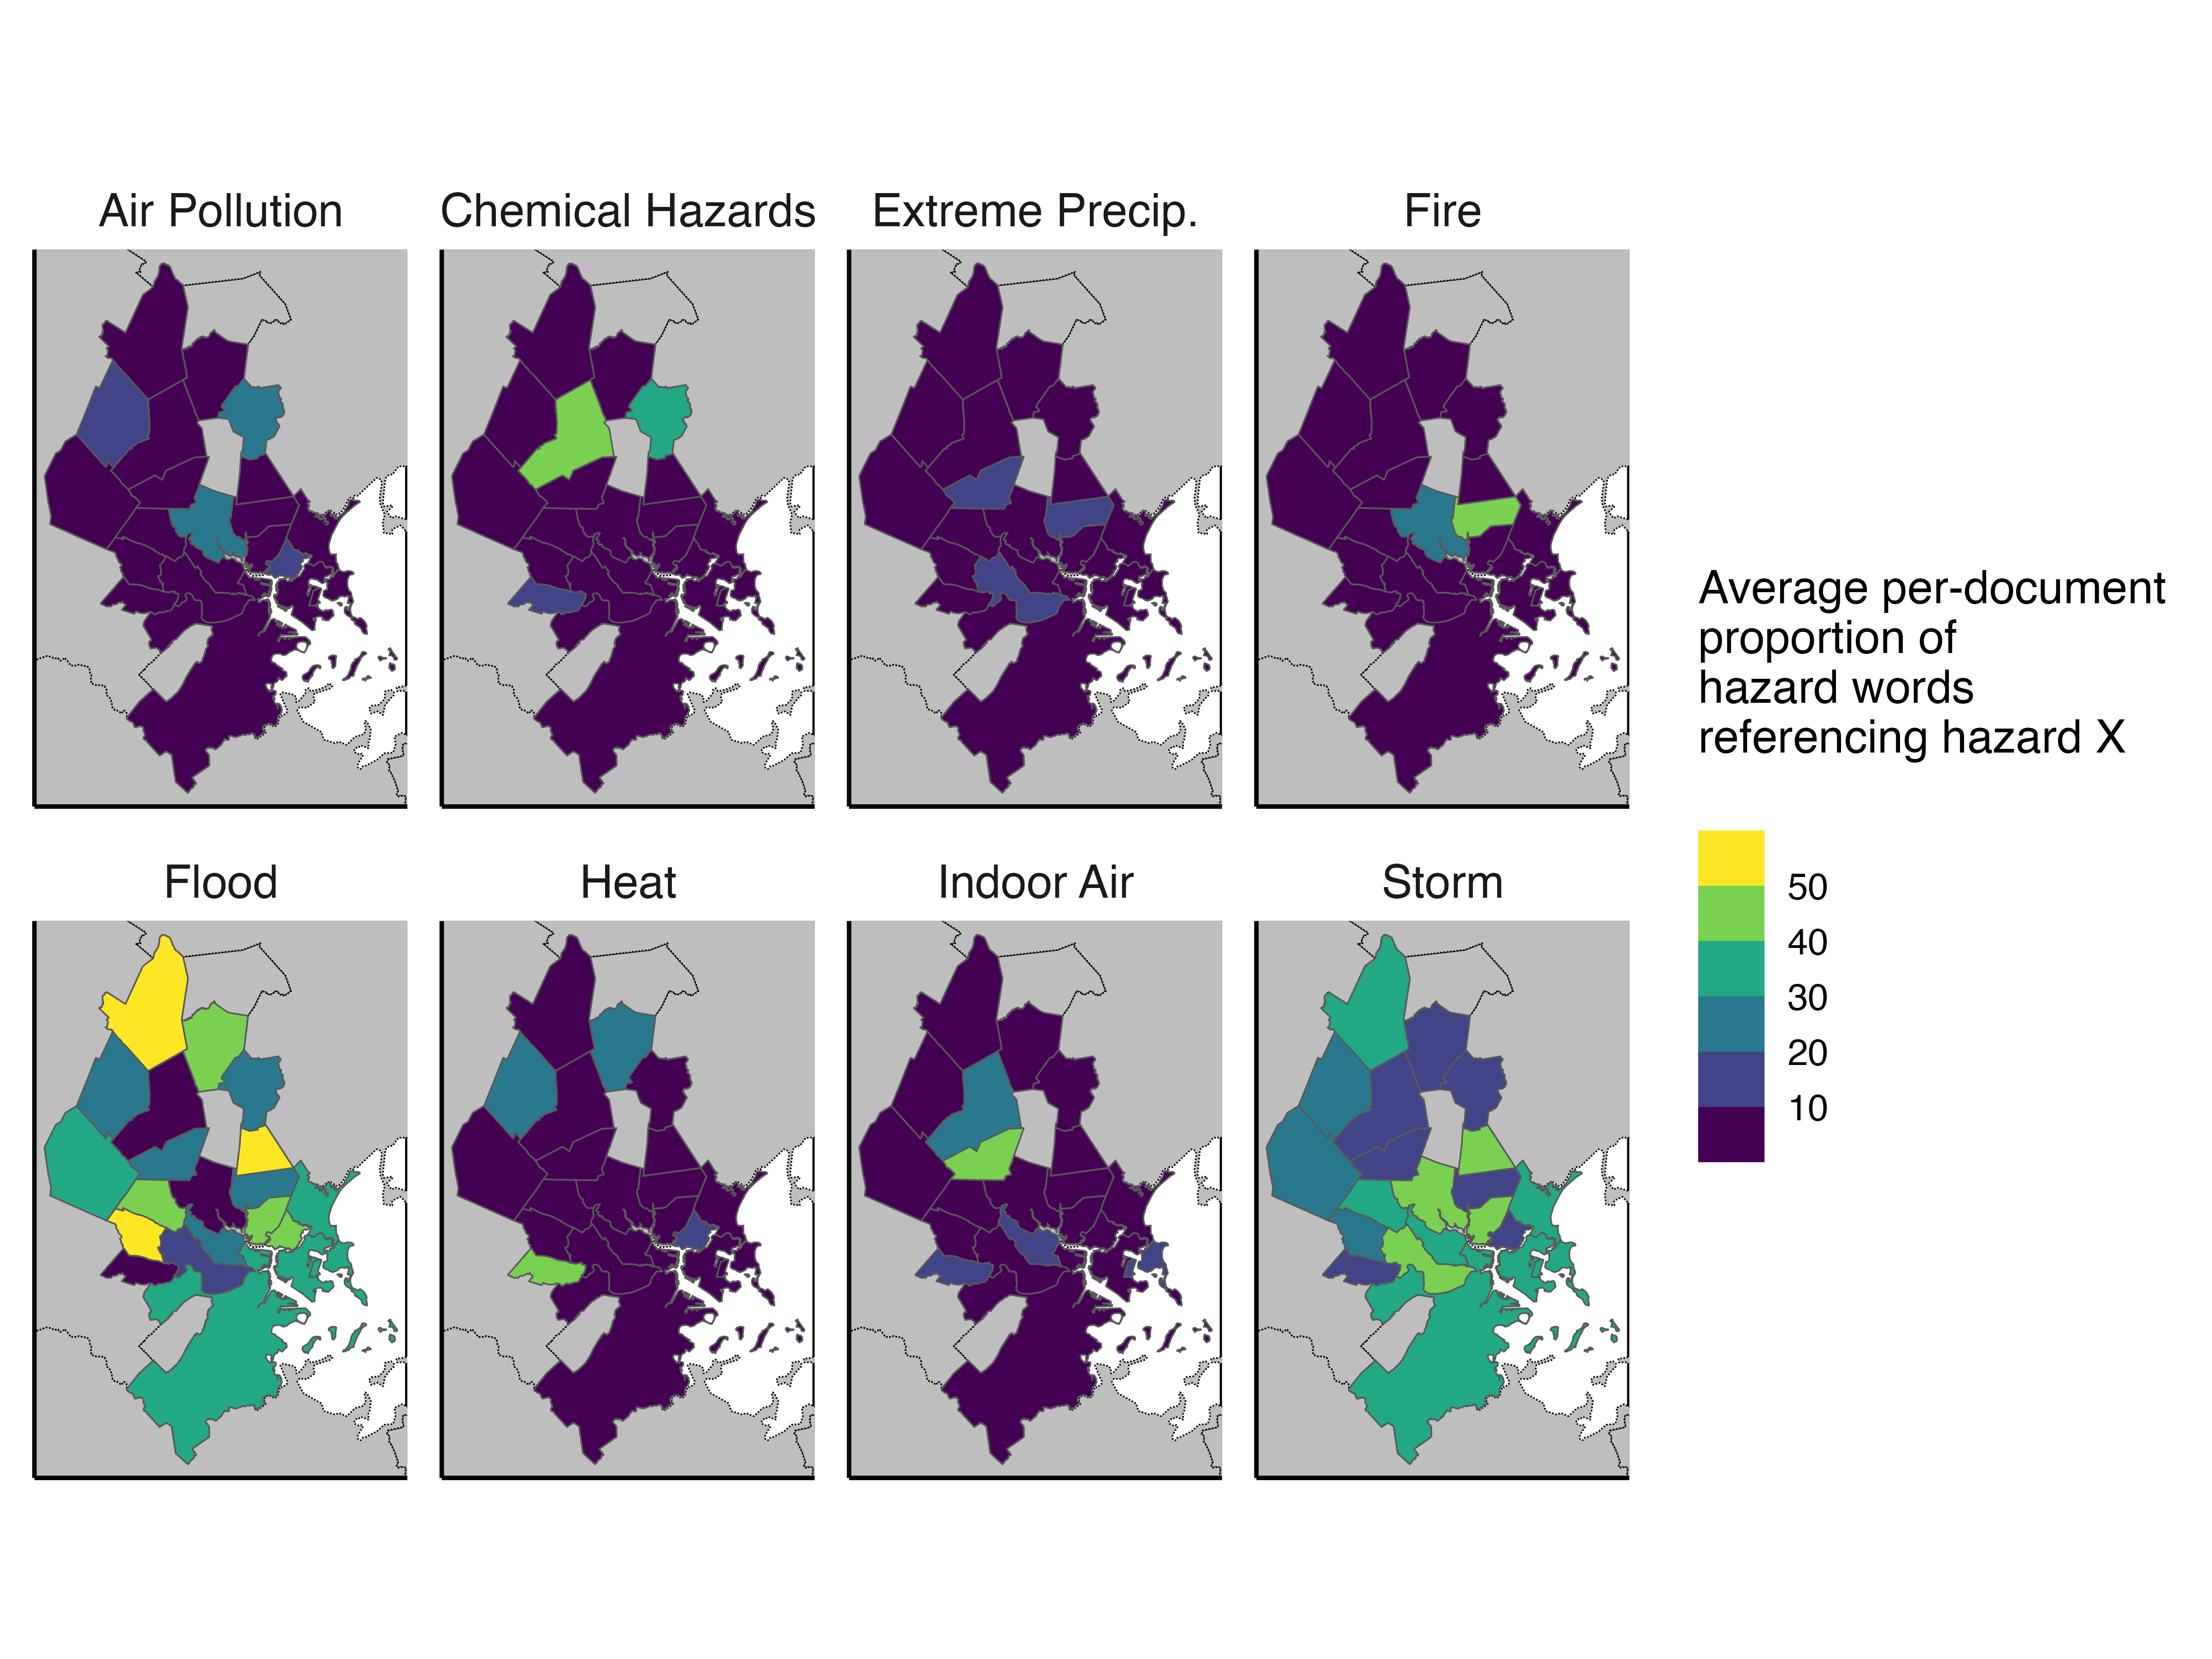 Air Pollution
Chemical Hazards
Extreme Precip.
Fire
Flood
Heat
Indoor Air
Storm
Average per-document
proportion of
hazard words
referencing hazard X
50
40
30
20
10